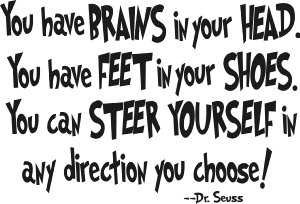 You have BRAINS in your HEAD.
You have FEET in your SHOES.
You can STEER YOURSELF in
any direction you choose!
--Dr. Seuss